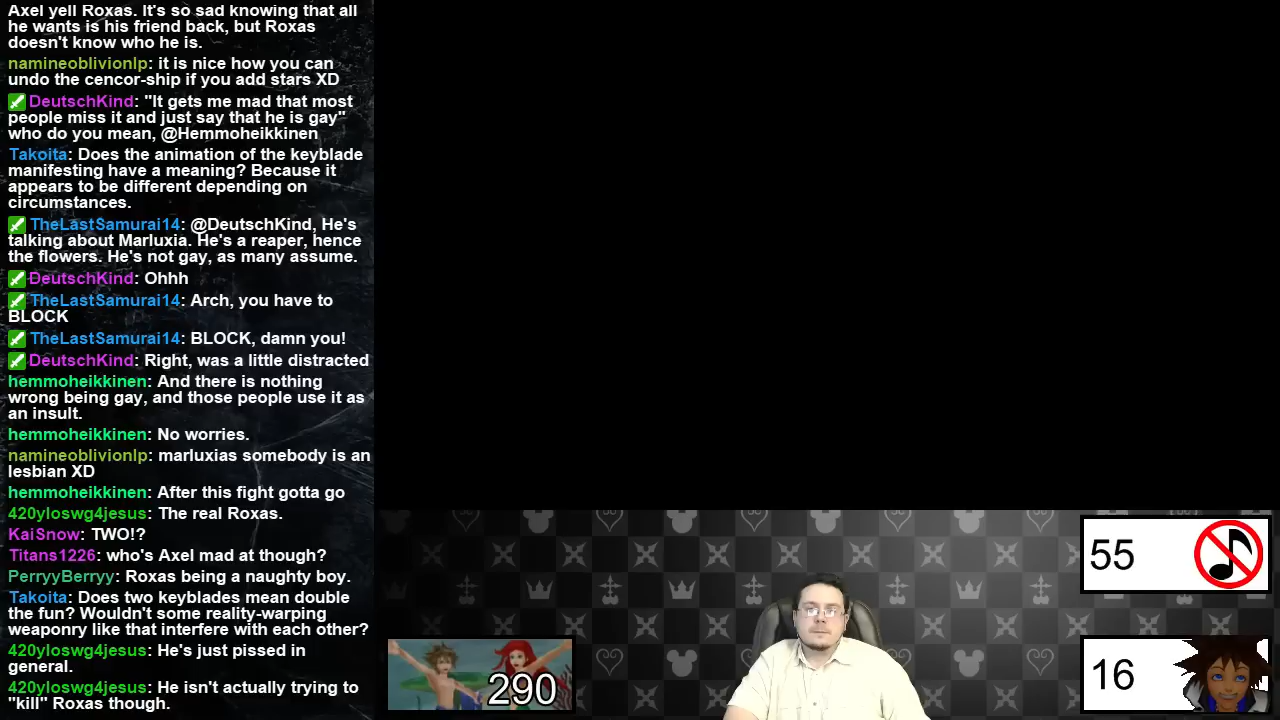 Axel yell Roxas. It's so sad knowing that all
he wants is his friend back, but Roxas
doesn't know who he is.
namineoblivionlp: it is nice how you can
undo the cencor-ship if you add stars XD
DeutschKind: "It gets me mad that most
people miss it and just say that he is gay"
who do you mean, @Hemmoheikkinen
Takoita: Does the animation of the keyblade
manifesting have a meaning? Because it
appears to be different depending on
circumstances.
TheLastSamurai14: @DeutschKind, He's
talking about Marluxia. He's a reaper, hence
the flowers. He's not gay, as many assume.
DeutschKind: Ohhh
TheLastSamurai14: Arch, you have to
BLOCK
TheLastSamurai14: BLOCK, damn you!
DeutschKind: Right, was a little distracted
hemmoheikkinen: And there is nothing
wrong being gay, and those people use it as
an insult.
hemmoheikkinen: No worries.
namineoblivionlp: marluxias somebody is an
lesbian XD
hemmoheikkinen: After this fight gotta go
420yloswg4jesus: The real Roxas.
KaiSnow: TWO!?
Titans1226: who's Axel mad at though?
PerryyBerryy: Roxas being a naughty boy.
Takoita: Does two keyblades mean double
the fun? Wouldn't some reality-warping
weaponry like that interfere with each other?
420yloswg4jesus: He's just pissed in
general.
420yloswg4jesus: He isn't actually trying to
"kill" Roxas though.
290
55
16